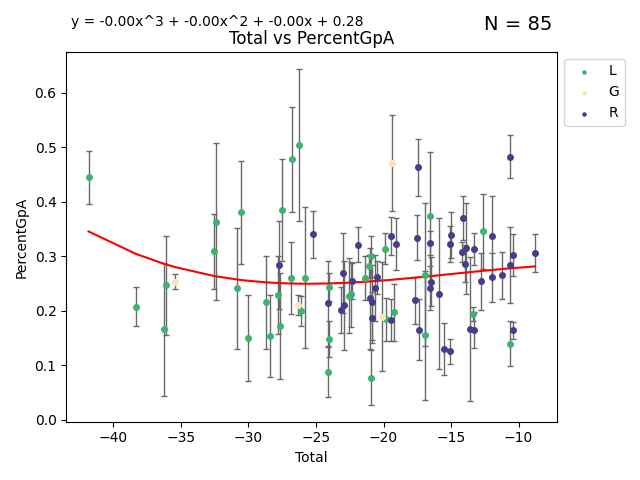 y = -0.00x^3 + -0.00x^2 + -0.00x + 0.28
N = 85
Total vs PercentGpA
L
G
R
PercentGpA
0.6
0.5
0.4
0.3
0.2
0.1
0.0
−40
−35
−30
−25
−20
−15
−10
Total